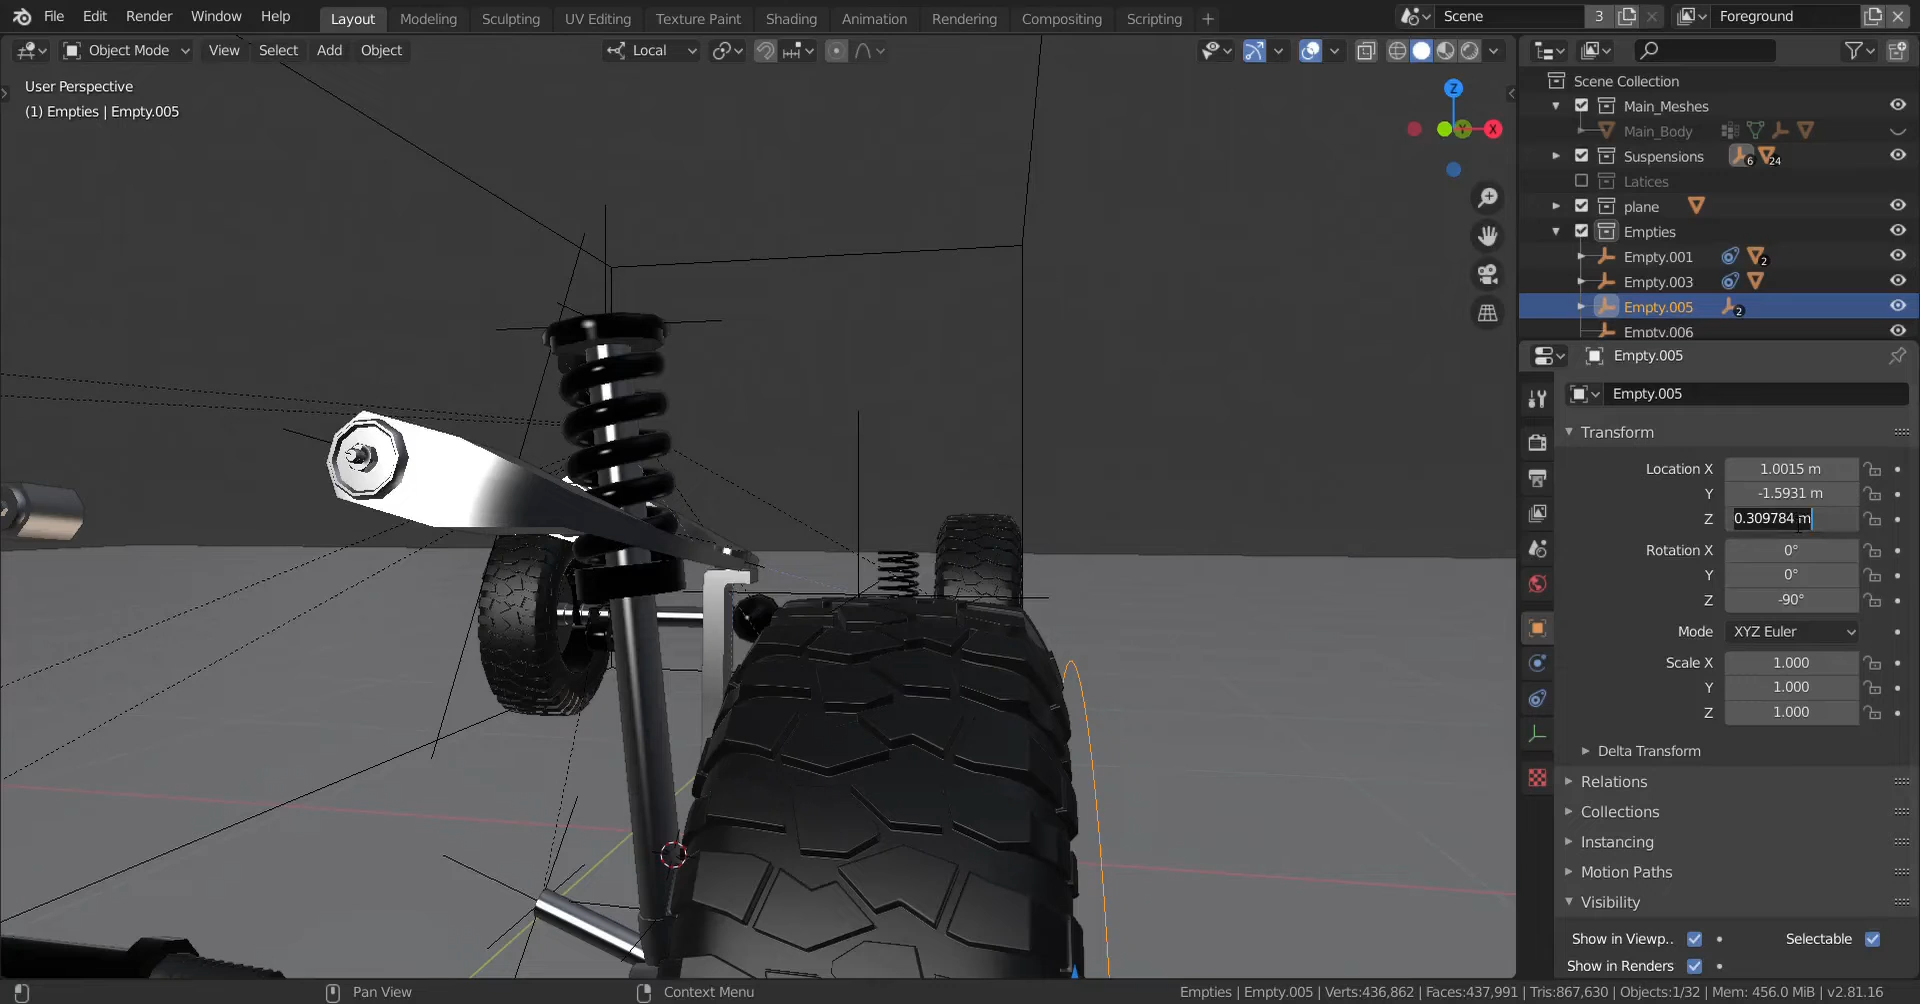 File Edit Render Window Help Layout Modeling Sculpting UV Editing Texture Paint Shading Animation Rendering Compositing Scripting + Scene 3 Foreground
Object Mode View Select Add Object Local
User Perspective
(1) Empties | Empty.005
Z
Y
X
Scene Collection
Main_Meshes
Main_Body
Suspensions 6 24
Latices
plane
Empties
Empty.001 2
Empty.003
Empty.005 2
Empty.006
Empty.005
Empty.005
Transform
Location X 1.0015 m
Y -1.5931 m
Z 0.309784 m
Rotation X 0°
Y 0°
Z -90°
Mode XYZ Euler
Scale X 1.000
Y 1.000
Z 1.000
Delta Transform
Relations
Collections
Instancing
Motion Paths
Visibility
Show in Viewp.. Selectable
Show in Renders
Pan View Context Menu Empties | Empty.005 | Verts:436,862 | Faces:437,991 | Tris:867,630 | Objects:1/32 | Mem: 456.0 MiB | v2.81.16